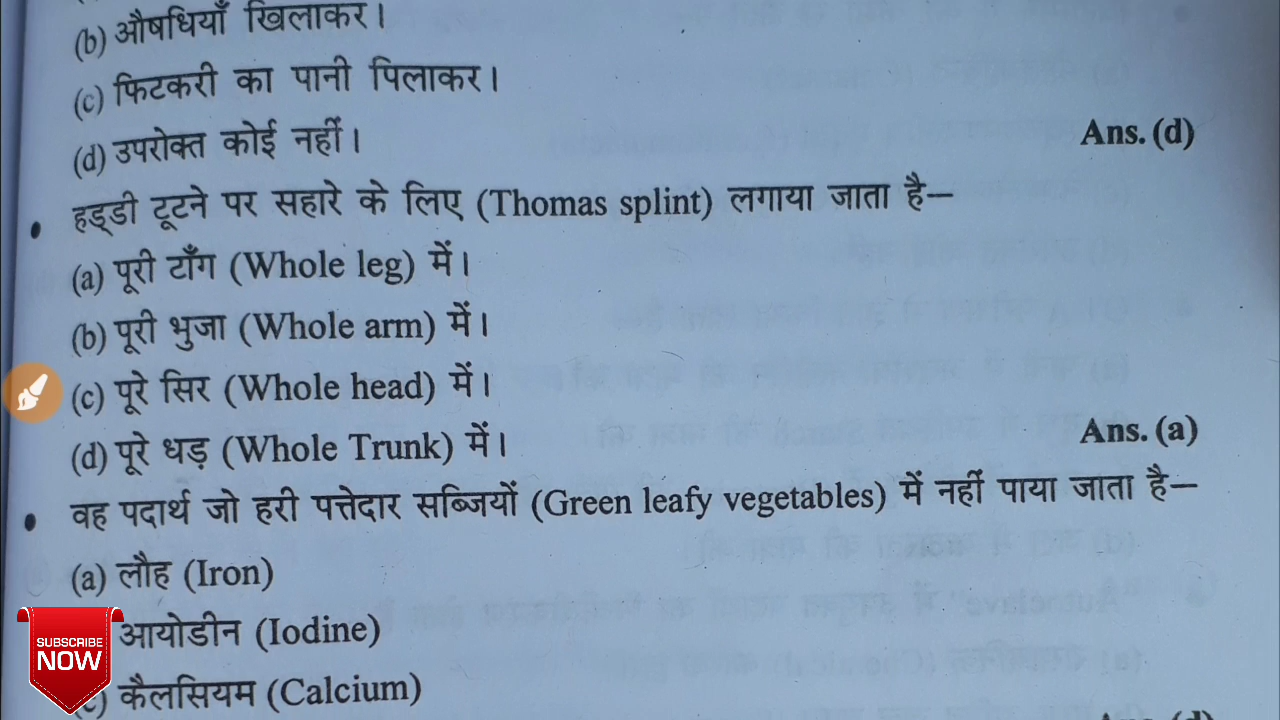 (b) औषधियाँ खिलाकर।
(c) फिटकरी का पानी पिलाकर।
(d) उपरोक्त कोई नहीं। Ans. (d)
• हड्डी टूटने पर सहारे के लिए (Thomas splint) लगाया जाता है—
(a) पूरी टाँग (Whole leg) में।
(b) पूरी भुजा (Whole arm) में।
(c) पूरे सिर (Whole head) में।
(d) पूरे धड़ (Whole Trunk) में। Ans. (a)
• वह पदार्थ जो हरी पत्तेदार सब्जियों (Green leafy vegetables) में नहीं पाया जाता है—
(a) लौह (Iron)
आयोडीन (Iodine)
(c) कैलसियम (Calcium)
SUBSCRIBE
NOW